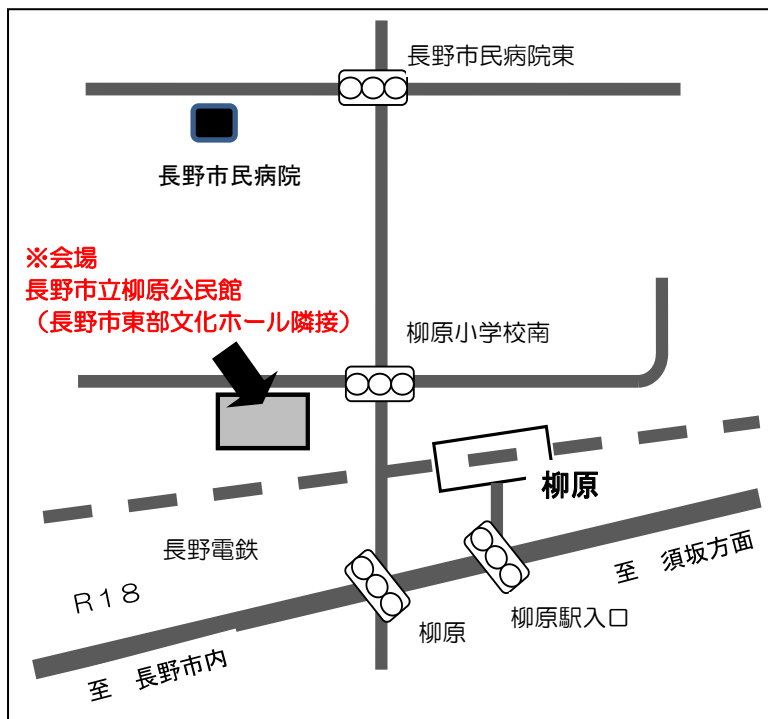 長野市民病院東
長野市民病院
※会場
長野市立柳原公民館
（長野市東部文化ホール隣接）
柳原小学校南
柳原
長野電鉄
至　須坂方面
R１８
柳原駅入口
柳原
至　長野市内